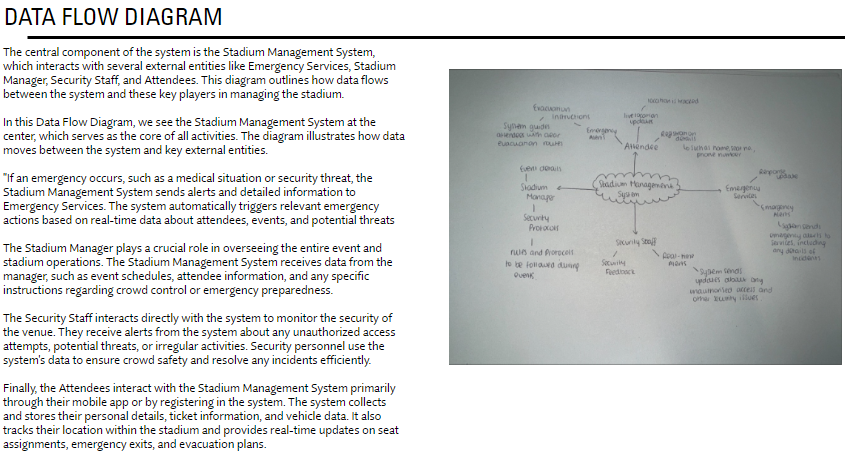 DATA FLOW DIAGRAM
The central component of the system is the Stadium Management System,
which interacts with several external entities like Emergency Services, Stadium
Manager, Security Staff, and Attendees. This diagram outlines how data flows
between the system and these key players in managing the stadium.
In this Data Flow Diagram, we see the Stadium Management System at the
center, which serves as the core of all activities. The diagram illustrates how data
moves between the system and key external entities.
"If an emergency occurs, such as a medical situation or security threat, the
Stadium Management System sends alerts and detailed information to
Emergency Services. The system automatically triggers relevant emergency
actions based on real-time data about attendees, events, and potential threats
The Stadium Manager plays a crucial role in overseeing the entire event and
stadium operations. The Stadium Management System receives data from the
manager, such as event schedules, attendee information, and any specific
instructions regarding crowd control or emergency preparedness.
The Security Staff interacts directly with the system to monitor the security of
the venue. They receive alerts from the system about any unauthorized access
attempts, potential threats, or irregular activities. Security personnel use the
system's data to ensure crowd safety and resolve any incidents efficiently.
Finally, the Attendees interact with the Stadium Management System primarily
through their mobile app or by registering in the system. The system collects
and stores their personal details, ticket information, and vehicle data. It also
tracks their location within the stadium and provides real-time updates on seat
assignments, emergency exits, and evacuation plans.
Evacuation
Instructions
System guides
attendees with clear
evacuation routes
Emergency
Alert
updates
details
Attendee
phone number
Event details
Stadium
Manager
Security
Protocols
rules and
to be followed during
event
Stadium Management
System
Response
update
Emergency
Services
Emergency
Alerts
System sends
emergency alerts to
services, including
any details of
incidents
Security Staff
Security
Feedback
Real-time
Alerts
System sends
updates about any
unauthorized access and
other security issues